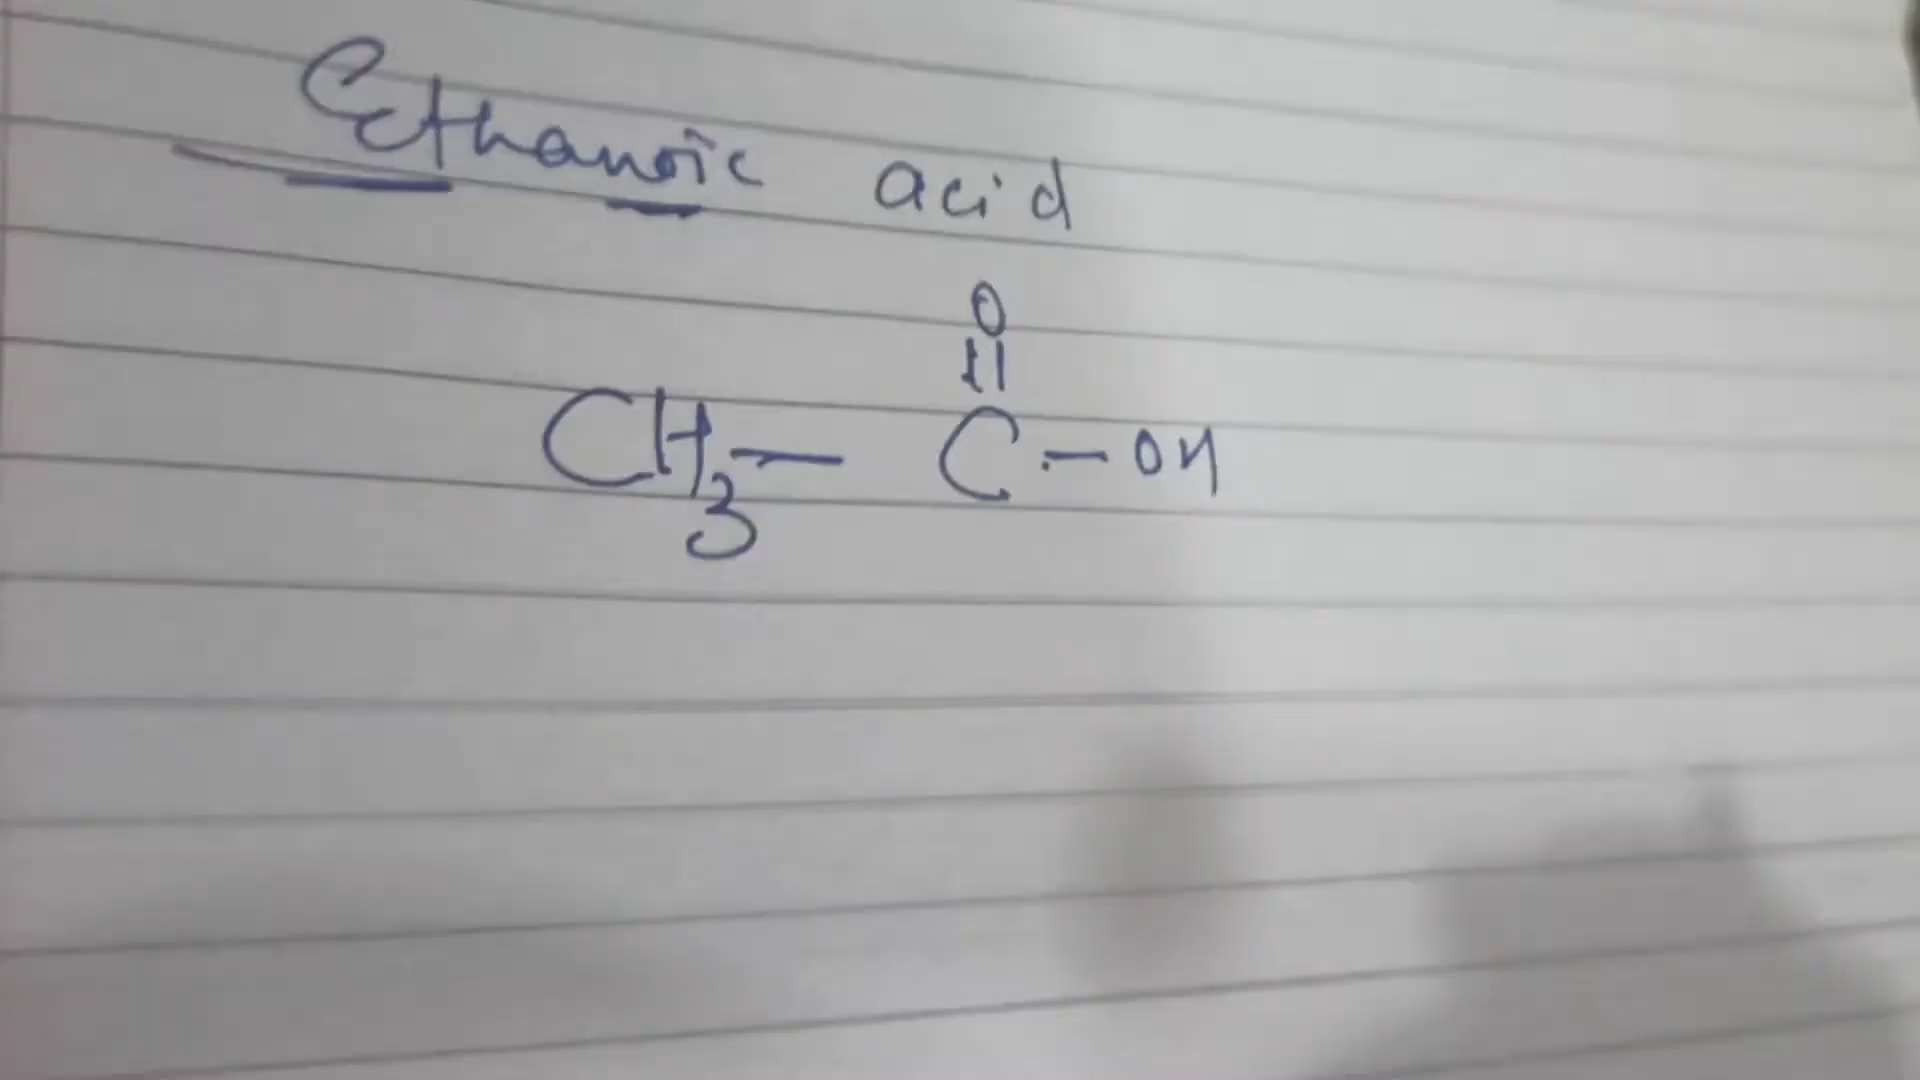 Ethanoic acid
O
||
CH3 — C — OH